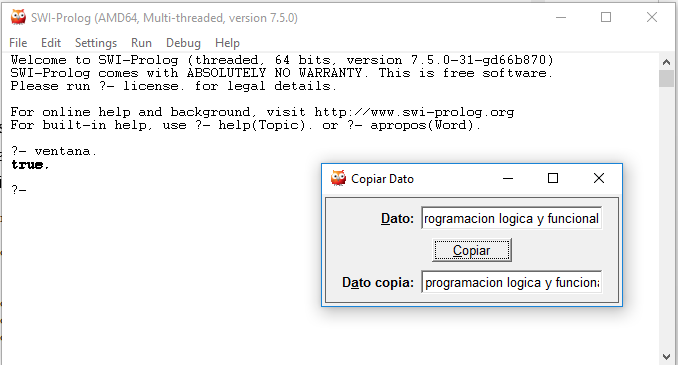 SWI-Prolog (AMD64, Multi-threaded, version 7.5.0)
File Edit Settings Run Debug Help
Welcome to SWI-Prolog (threaded, 64 bits, version 7.5.0-31-gd66b870)
SWI-Prolog comes with ABSOLUTELY NO WARRANTY. This is free software.
Please run ?- license. for legal details.
For online help and background, visit http://www.swi-prolog.org
For built-in help, use ?- help(Topic). or ?- apropos(Word).
?- ventana.
true.
?-
Copiar Dato
Dato: rogramacion logica y funcional
Copiar
Dato copia: programacion logica y funciona